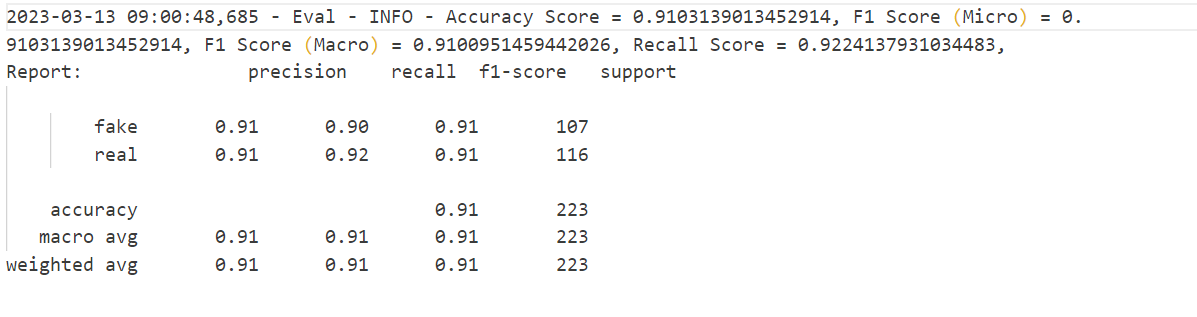 2023-03-13 09:00:48,685 - Eval - INFO - Accuracy Score = 0.9103139013452914, F1 Score (Micro) = 0.
9103139013452914, F1 Score (Macro) = 0.9100951459442026, Recall Score = 0.9224137931034483,
Report:               precision    recall  f1-score   support
fake       0.91      0.90      0.91       107
real       0.91      0.92      0.91       116
accuracy                           0.91       223
macro avg       0.91      0.91      0.91       223
weighted avg       0.91      0.91      0.91       223